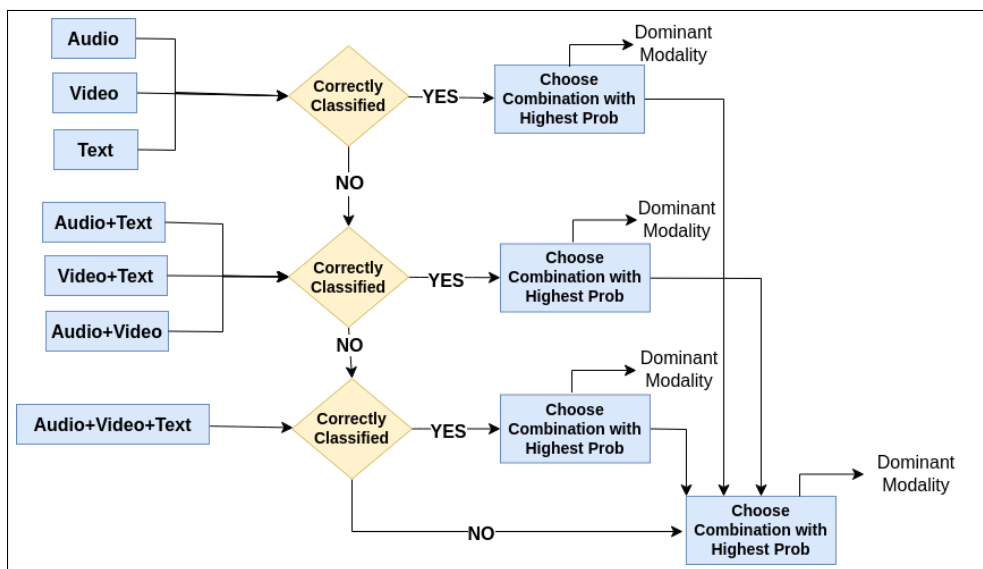 Audio
Video
Text
Correctly
Classified
YES
Choose
Combination with
Highest Prob
Dominant
Modality
NO
Audio+Text
Video+Text
Audio+Video
Correctly
Classified
YES
Choose
Combination with
Highest Prob
Dominant
Modality
NO
Audio+Video+Text
Correctly
Classified
YES
Choose
Combination with
Highest Prob
Dominant
Modality
NO
Choose
Combination with
Highest Prob
Dominant
Modality